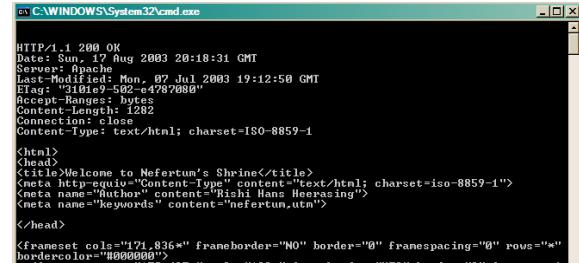 C:\WINDOWS\System32\cmd.exe
HTTP/1.1 200 OK
Date: Sun, 17 Aug 2003 20:18:31 GMT
Server: Apache
Last-Modified: Mon, 07 Jul 2003 19:12:50 GMT
ETag: "3101e9-502-e4787080"
Accept-Ranges: bytes
Content-Length: 1282
Connection: close
Content-Type: text/html; charset=ISO-8859-1
<html>
<head>
<title>Welcome to Nefertum's Shrine</title>
<meta http-equiv="Content-Type" content="text/html; charset=iso-8859-1">
<meta name="Author" content="Rishi Hans Heerasing">
<meta name="keywords" content="nefertum,utm">
</head>
<frameset cols="171,836*" frameborder="NO" border="0" framespacing="0" rows="*"
bordercolor="#000000">